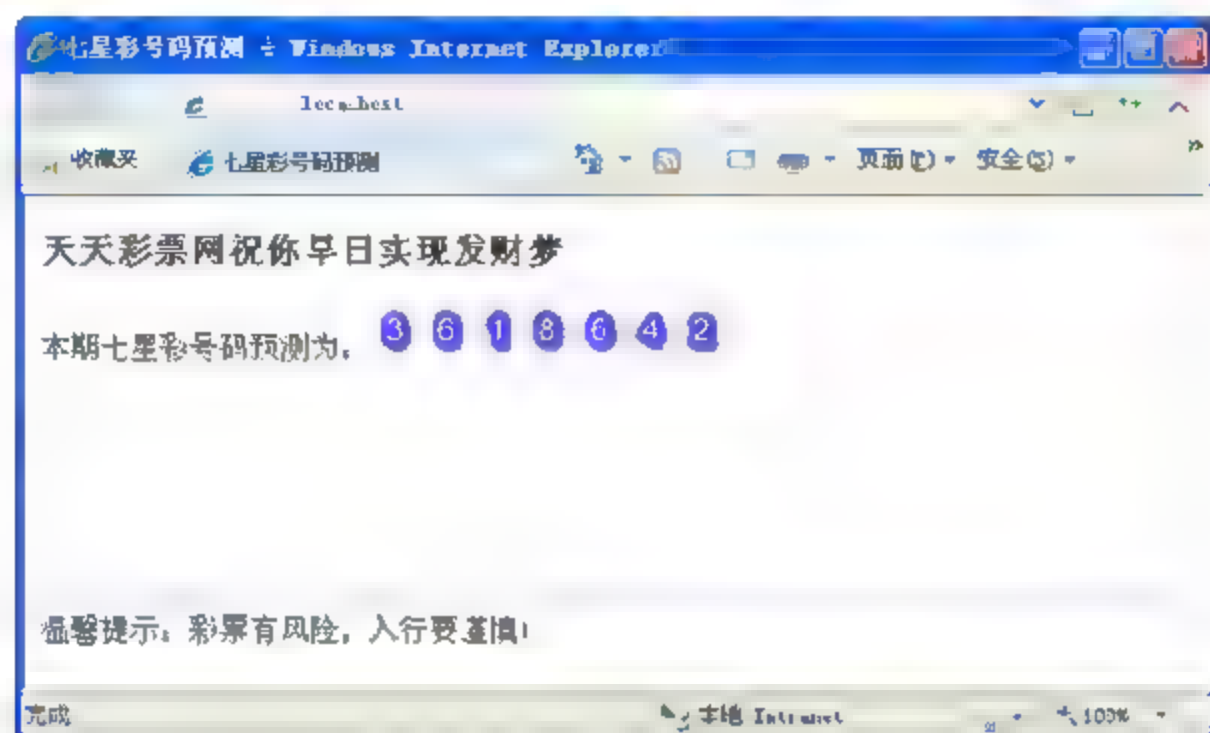 七星彩号码预测 - Windows Internet Explorer
收藏夹 七星彩号码预测 页面(P) 安全(S)
天天彩票网祝你早日实现发财梦
本期七星彩号码预测为: 3 6 1 8 6 4 2
温馨提示: 彩票有风险, 入行要谨慎!
完成 本地 Intranet 100%